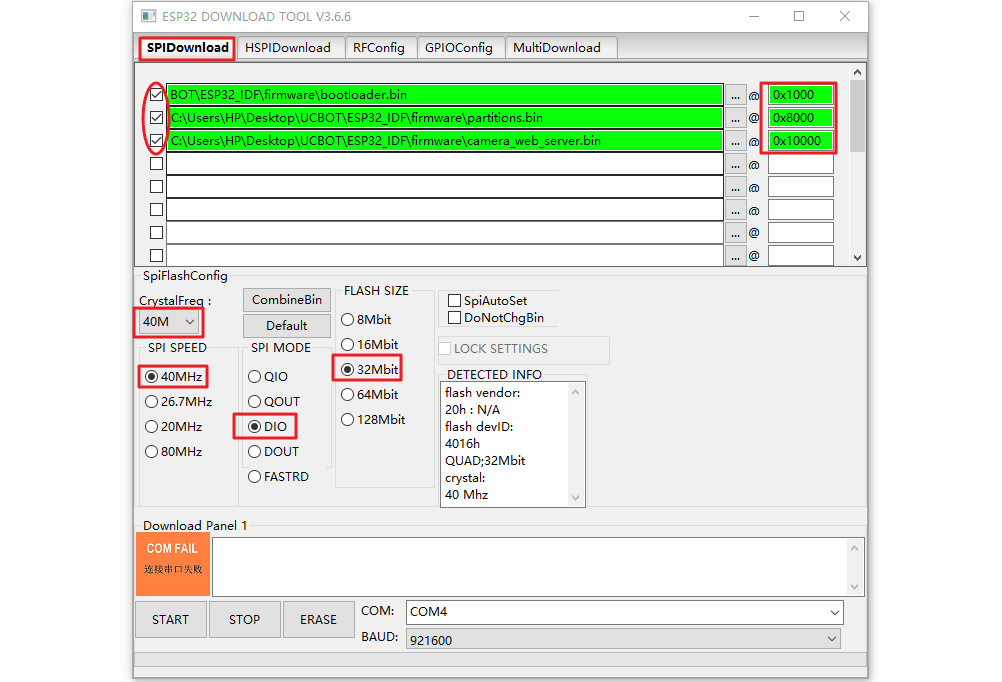 ESP32 DOWNLOAD TOOL V3.6.6
SPIDownload HSPIDownload RFConfig GPIOConfig MultiDownload
BOT\ESP32_IDF\firmware\bootloader.bin ... @ 0x1000
C:\Users\HP\Desktop\UCBOT\ESP32_IDF\firmware\partitions.bin ... @ 0x8000
C:\Users\HP\Desktop\UCBOT\ESP32_IDF\firmware\camera_web_server.bin ... @ 0x10000
... @
... @
... @
... @
... @
SpiFlashConfig
CrystalFreq :
40M
CombineBin
Default
SPI SPEED
40MHz
26.7MHz
20MHz
80MHz
SPI MODE
QIO
QOUT
DIO
DOUT
FASTRD
FLASH SIZE
8Mbit
16Mbit
32Mbit
64Mbit
128Mbit
SpiAutoSet
DoNotChgBin
LOCK SETTINGS
DETECTED INFO
flash vendor:
20h : N/A
flash devID:
4016h
QUAD;32Mbit
crystal:
40 Mhz
Download Panel 1
COM FAIL
连接串口失败
START STOP ERASE
COM: COM4
BAUD: 921600